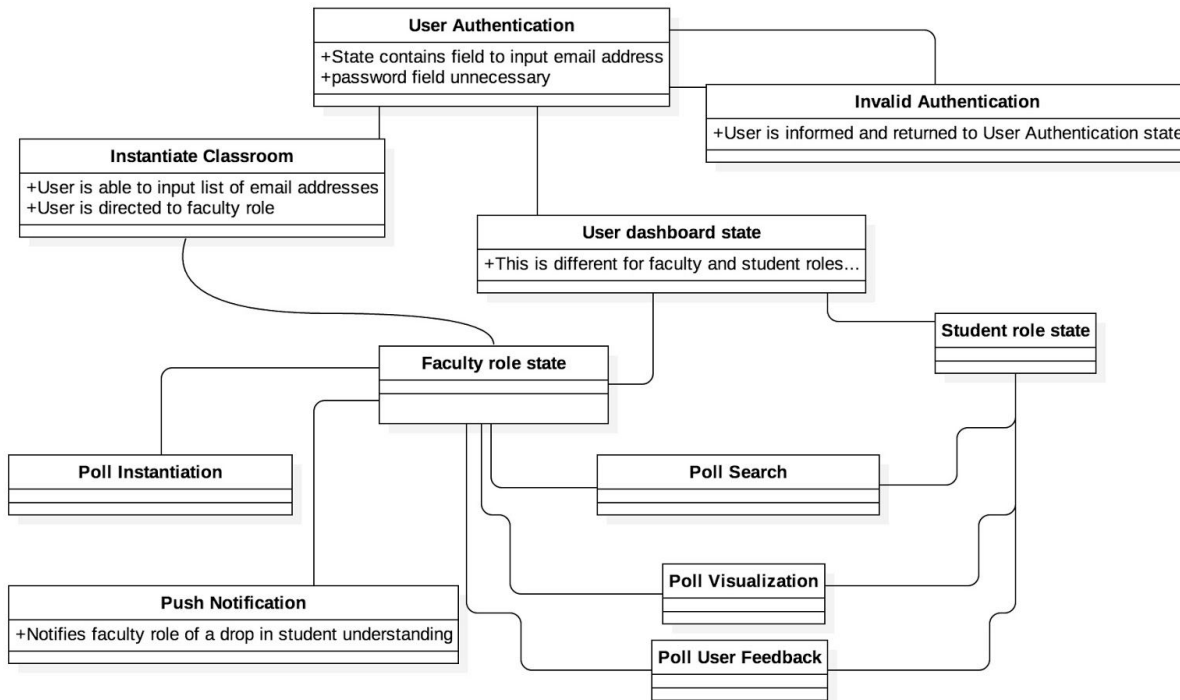 User Authentication
+State contains field to input email address
+password field unnecessary
Invalid Authentication
+User is informed and returned to User Authentication state
Instantiate Classroom
+User is able to input list of email addresses
+User is directed to faculty role
User dashboard state
+This is different for faculty and student roles...
Student role state
Faculty role state
Poll Instantiation
Poll Search
Poll Visualization
Push Notification
+Notifies faculty role of a drop in student understanding
Poll User Feedback